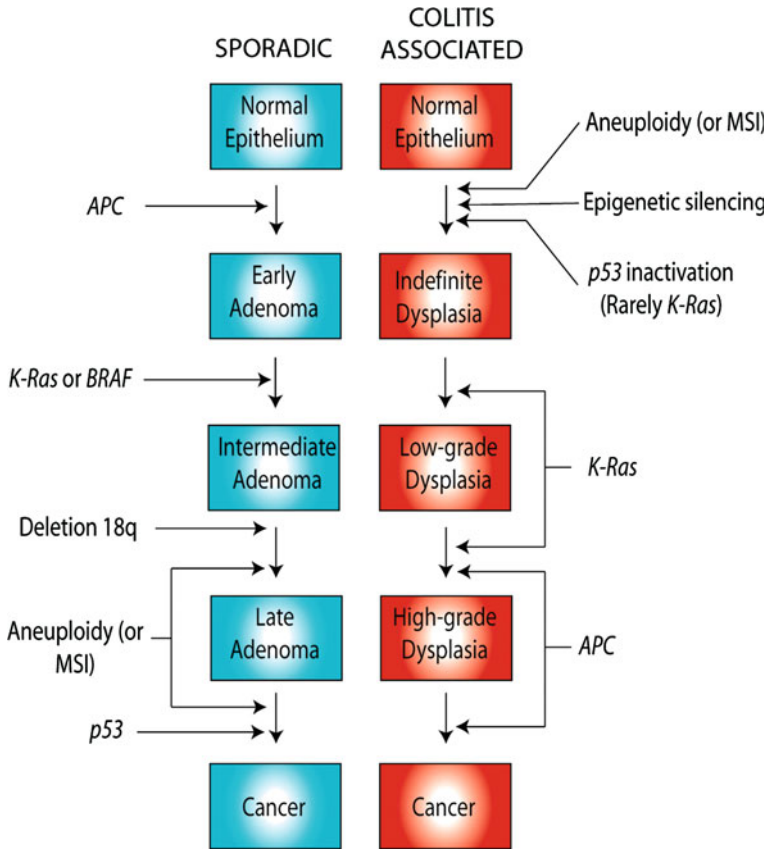 SPORADIC
COLITIS
ASSOCIATED
Normal
Epithelium
Normal
Epithelium
Aneuploidy (or MSI)
APC
Epigenetic silencing
p53 inactivation
(Rarely K-Ras)
Early
Adenoma
Indefinite
Dysplasia
K-Ras or BRAF
Intermediate
Adenoma
Low-grade
Dysplasia
K-Ras
Deletion 18q
Late
Adenoma
High-grade
Dysplasia
Aneuploidy (or
MSI)
APC
p53
Cancer
Cancer